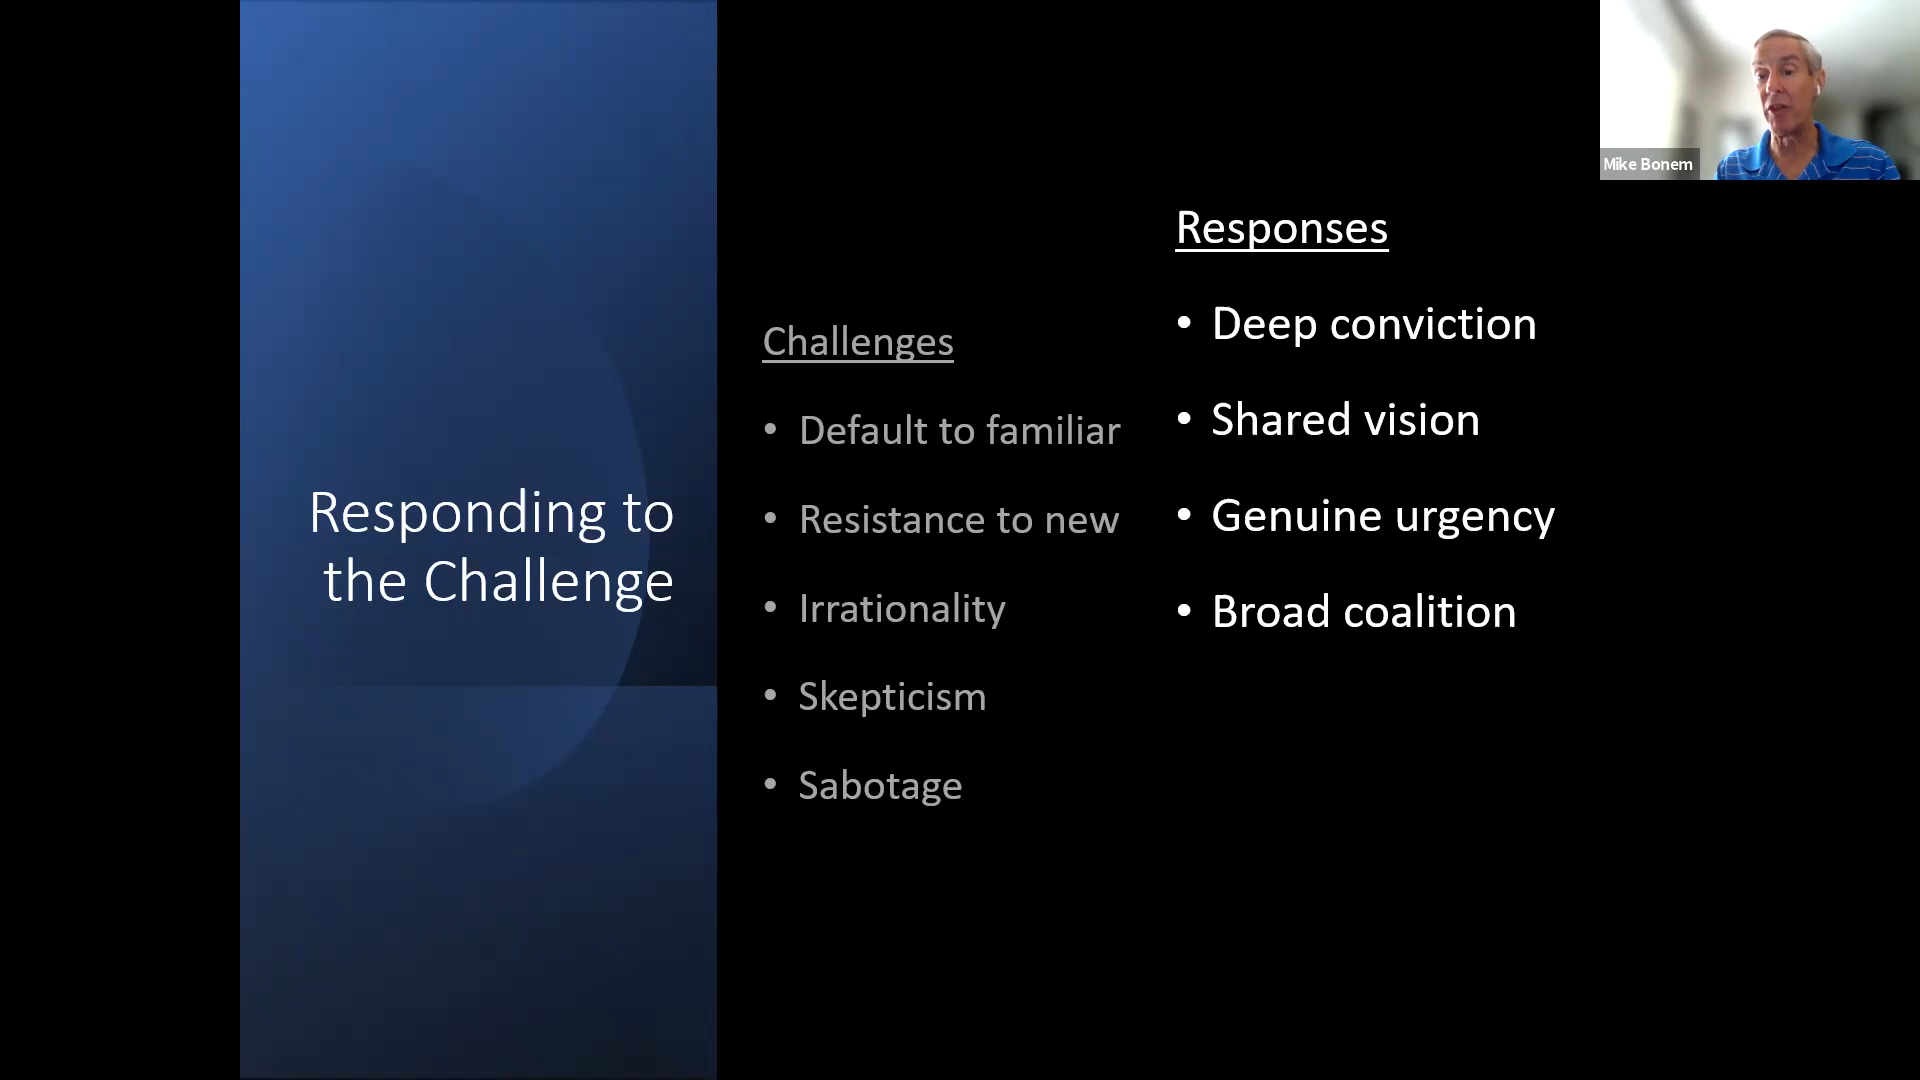 Responding to
the Challenge
Challenges
• Default to familiar
• Resistance to new
• Irrationality
• Skepticism
• Sabotage
Responses
• Deep conviction
• Shared vision
• Genuine urgency
• Broad coalition
Mike Bonem